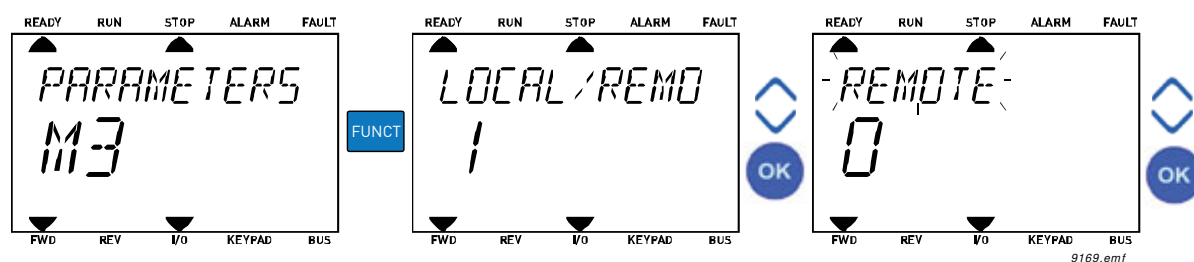 READY RUN STOP ALARM FAULT
PARAMETERS
M3
FWD REV I/O KEYPAD BUS
FUNCT
READY RUN STOP ALARM FAULT
LOCAL/REMO
1
FWD REV I/O KEYPAD BUS
OK
READY RUN STOP ALARM FAULT
REMOTE
0
FWD REV I/O KEYPAD BUS
OK
9169.emf